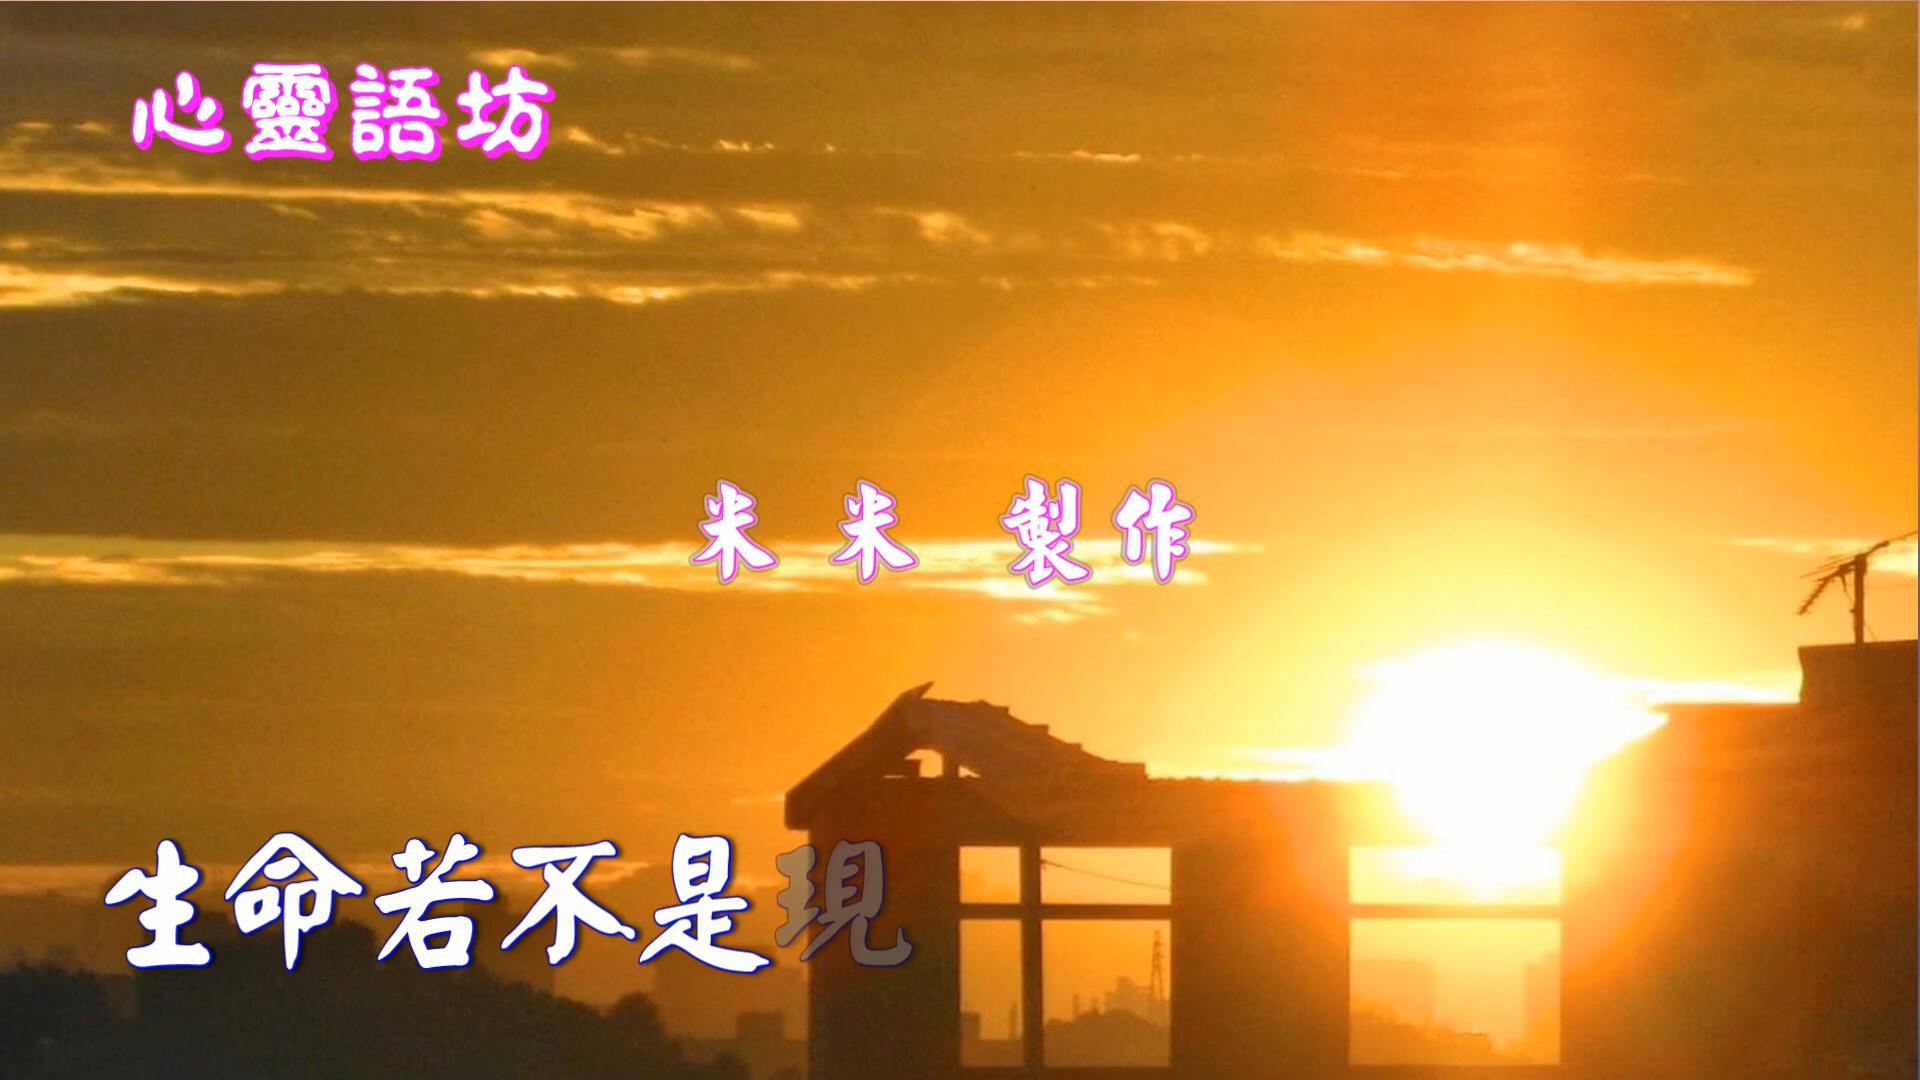 心靈語坊
米米 製作
生命若不是現